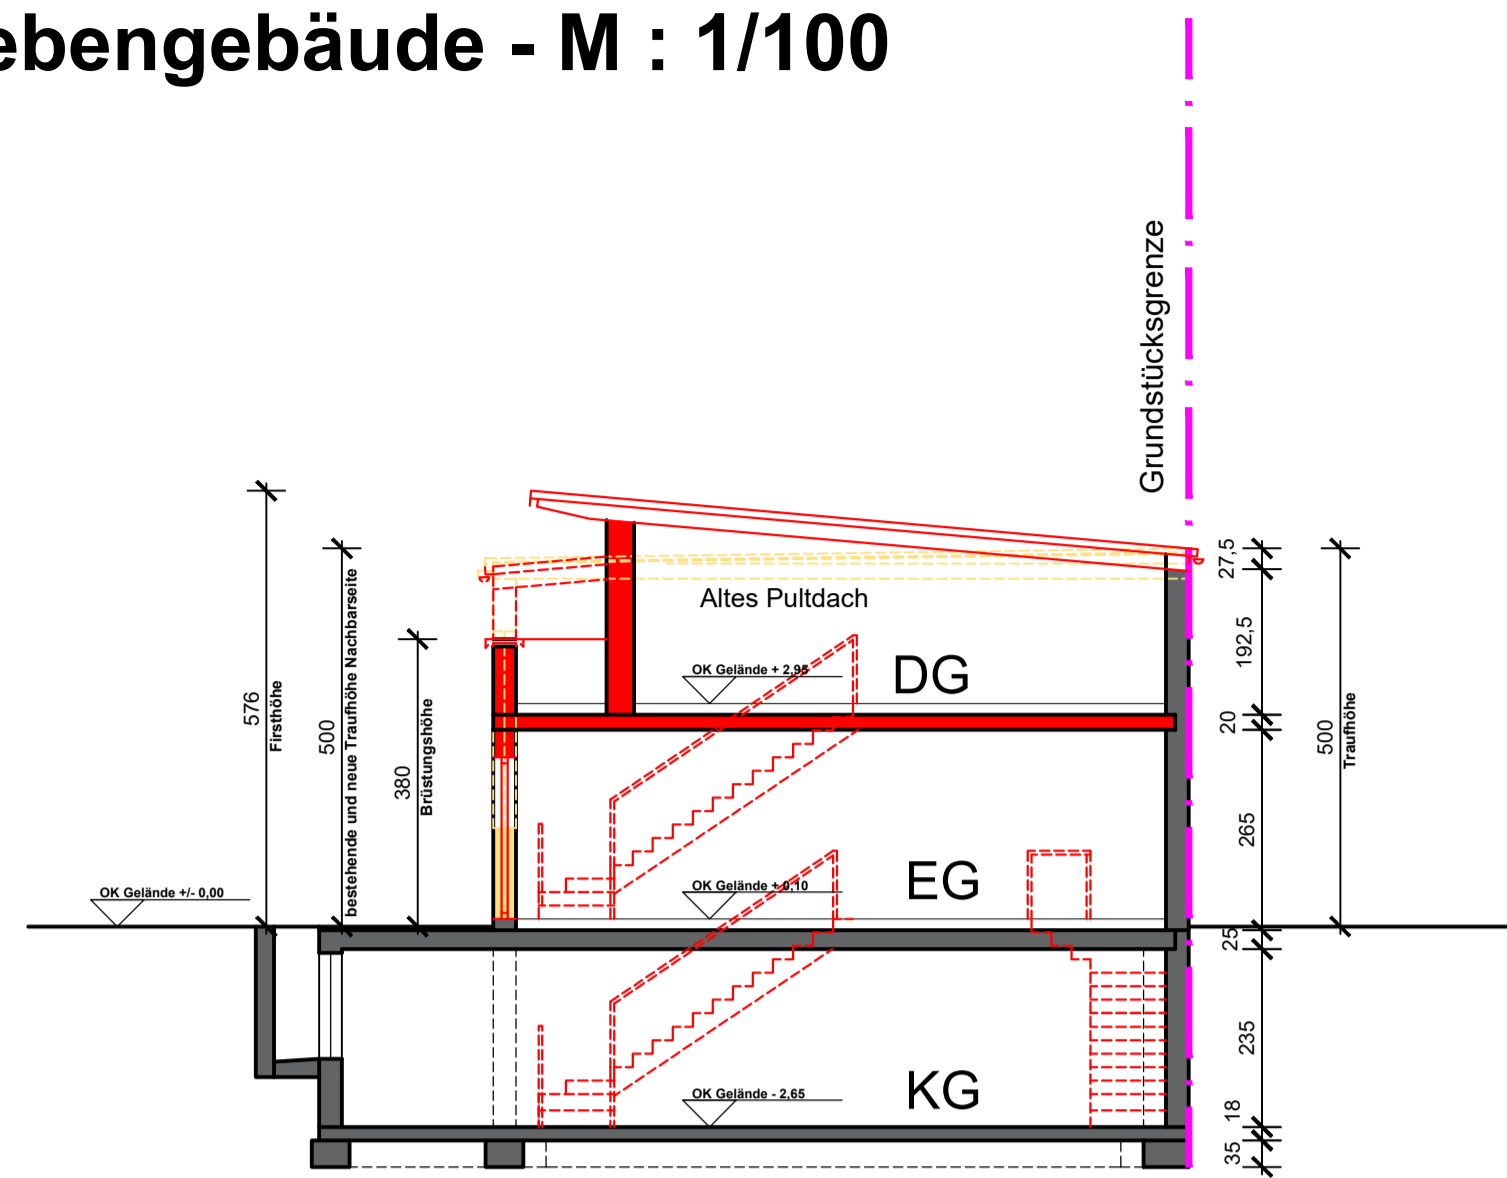 ebengebäude - M : 1/100
Grundstücksgrenze
576
Firsthöhe
500
bestehende und neue Traufhöhe Nachbarseite
380
Brüstungshöhe
Altes Pultdach
OK Gelände + 2,95
DG
OK Gelände +/- 0,00
OK Gelände + 0,10
EG
OK Gelände - 2,65
KG
27,5
192,5
20
265
25
235
18
35
500
Traufhöhe